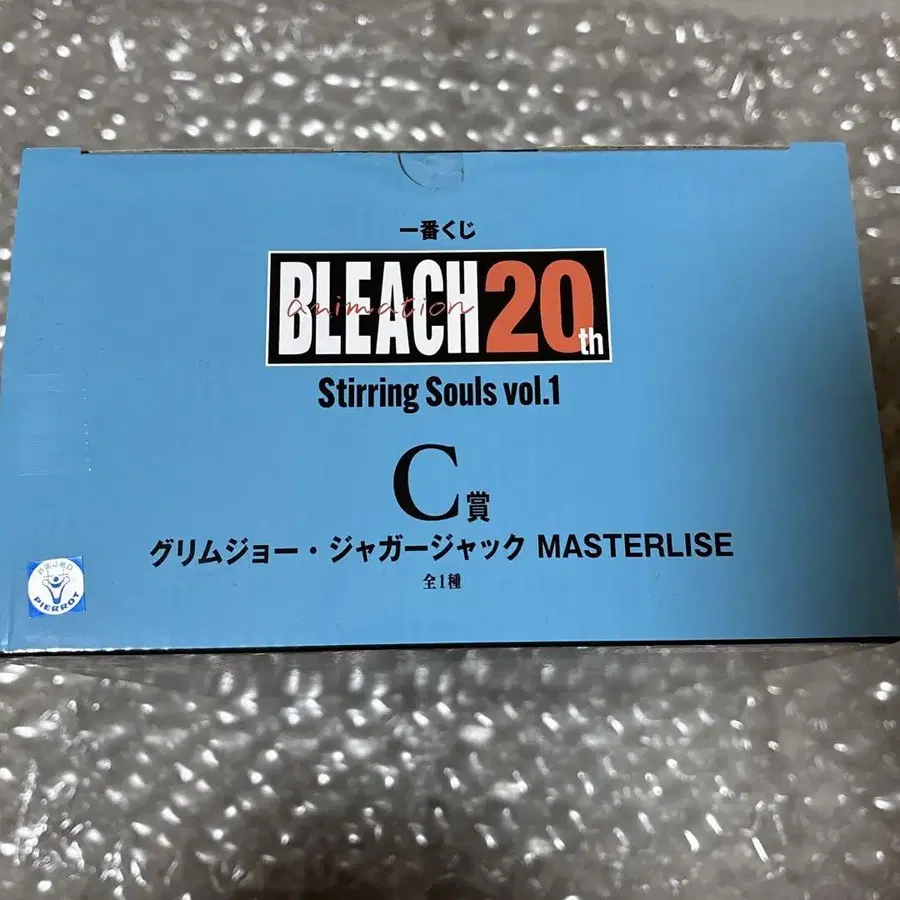 一番くじ
BLEACH 20th
animation
Stirring Souls vol.1
C賞
グリムジョー・ジャガージャック MASTERLISE
全1種
PIERROT